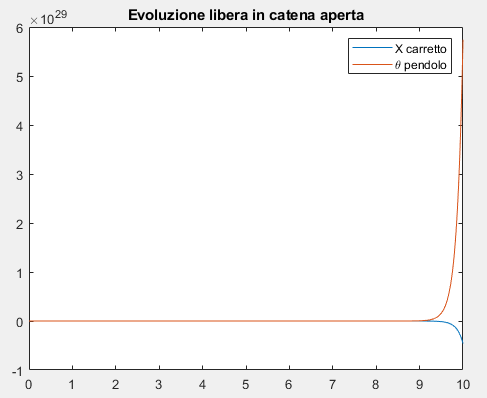 Evoluzione libera in catena aperta
×10^29
6
5
4
3
2
1
0
-1
0 1 2 3 4 5 6 7 8 9 10
X carretto
θ pendolo